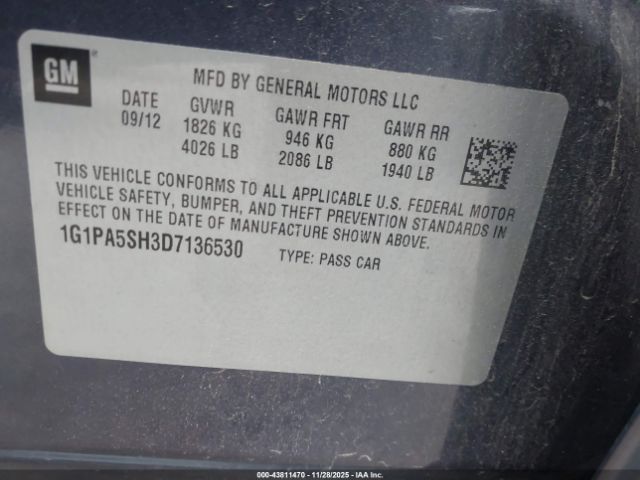 GM
MFD BY GENERAL MOTORS LLC
DATE GVWR GAWR FRT GAWR RR
09/12 1826 KG 946 KG 880 KG
4026 LB 2086 LB 1940 LB
THIS VEHICLE CONFORMS TO ALL APPLICABLE U.S. FEDERAL MOTOR
VEHICLE SAFETY, BUMPER, AND THEFT PREVENTION STANDARDS IN
EFFECT ON THE DATE OF MANUFACTURE SHOWN ABOVE.
1G1PA5SH3D7136530 TYPE: PASS CAR
000-43811470 - 11/28/2025 - IAAI.COM